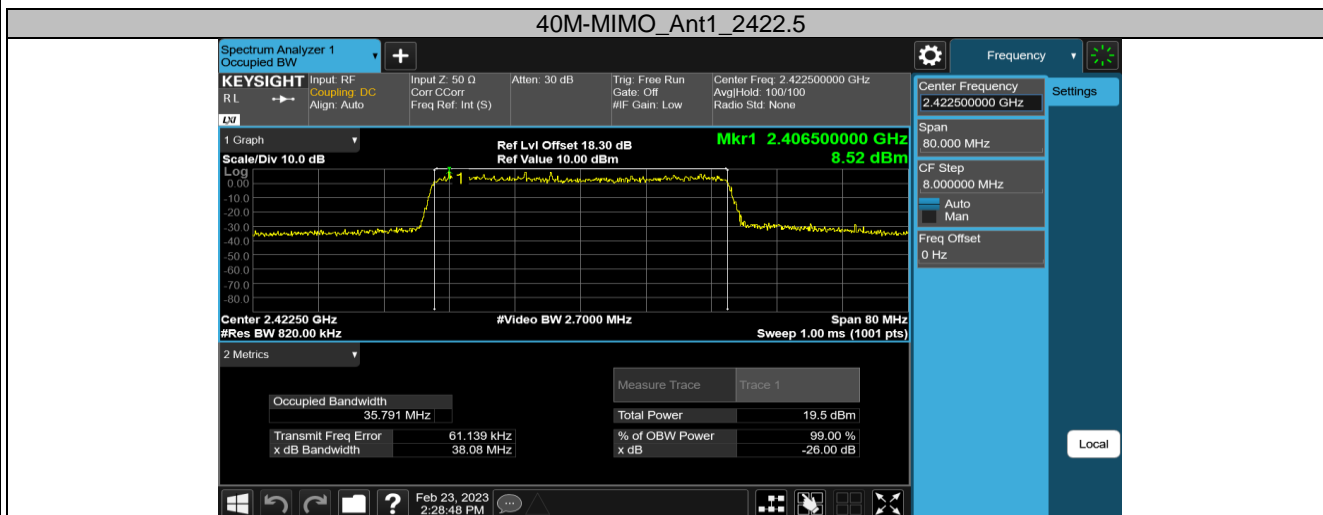 40M-MIMO_Ant1_2422.5
Spectrum Analyzer 1
Occupied BW
+
Frequency
KEYSIGHT
R L
LXI
Input: RF
Coupling: DC
Align: Auto
Input Z: 50 Ω
Corr CCorr
Freq Ref: Int (S)
Atten: 30 dB
Trig: Free Run
Gate: Off
#IF Gain: Low
Center Freq: 2.422500000 GHz
Avg|Hold: 100/100
Radio Std: None
Center Frequency
2.422500000 GHz
Settings
Span
80.000 MHz
CF Step
8.000000 MHz
Auto
Man
Freq Offset
0 Hz
Local
1 Graph
Scale/Div 10.0 dB
Ref Lvl Offset 18.30 dB
Ref Value 10.00 dBm
Mkr1 2.406500000 GHz
8.52 dBm
Log
0.00
-10.0
-20.0
-30.0
-40.0
-50.0
-60.0
-70.0
-80.0
1
Center 2.42250 GHz
#Res BW 820.00 kHz
#Video BW 2.7000 MHz
Span 80 MHz
Sweep 1.00 ms (1001 pts)
2 Metrics
Measure Trace Trace 1
Occupied Bandwidth
35.791 MHz
Total Power 19.5 dBm
Transmit Freq Error 61.139 kHz
% of OBW Power 99.00 %
x dB Bandwidth 38.08 MHz
x dB -26.00 dB
?
Feb 23, 2023
2:28:48 PM